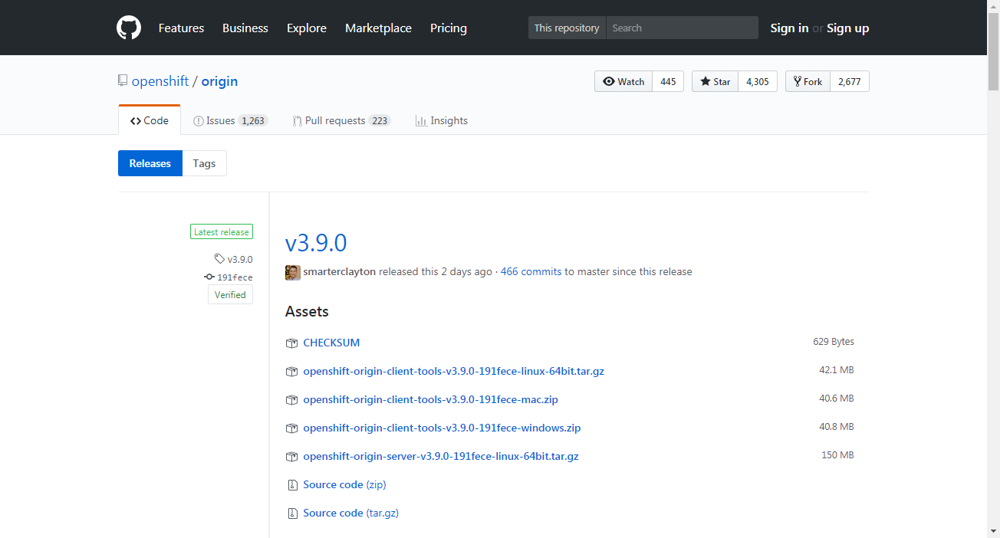 Features Business Explore Marketplace Pricing This repository Search Sign in or Sign up
openshift / origin Watch 445 Star 4,305 Fork 2,677
Code Issues 1,263 Pull requests 223 Insights
Releases Tags
Latest release
v3.9.0
v3.9.0
191fece
Verified
smarterclayton released this 2 days ago · 466 commits to master since this release
Assets
CHECKSUM 629 Bytes
openshift-origin-client-tools-v3.9.0-191fece-linux-64bit.tar.gz 42.1 MB
openshift-origin-client-tools-v3.9.0-191fece-mac.zip 40.6 MB
openshift-origin-client-tools-v3.9.0-191fece-windows.zip 40.8 MB
openshift-origin-server-v3.9.0-191fece-linux-64bit.tar.gz 150 MB
Source code (zip)
Source code (tar.gz)